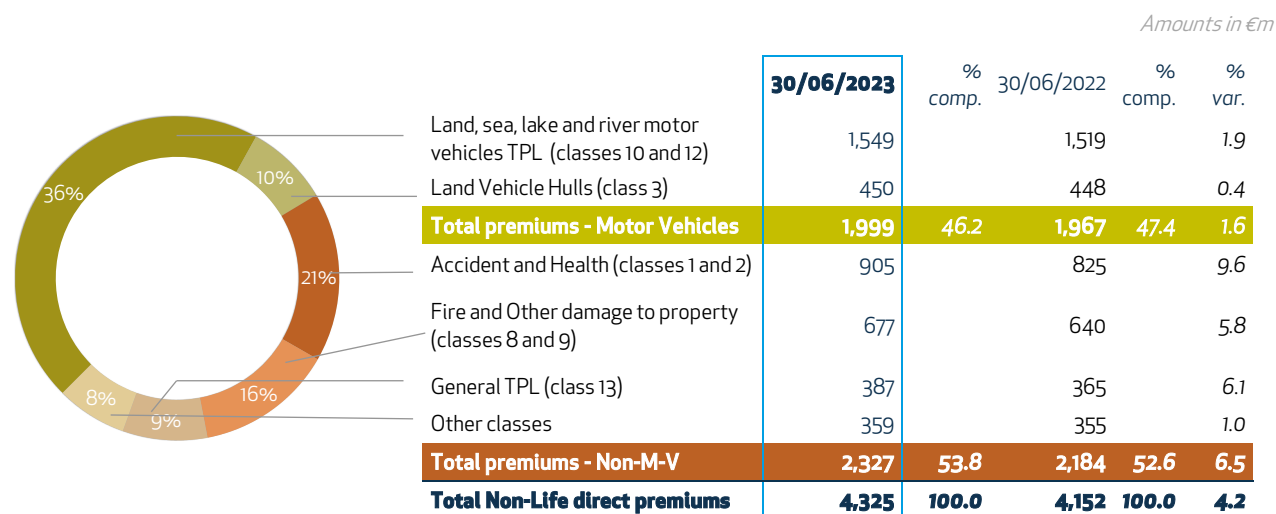 Amounts in €m
30/06/2023 % comp. 30/06/2022 % comp. % var.
Land, sea, lake and river motor
vehicles TPL (classes 10 and 12) 1,549 1,519 1.9
Land Vehicle Hulls (class 3) 450 448 0.4
Total premiums - Motor Vehicles 1,999 46.2 1,967 47.4 1.6
Accident and Health (classes 1 and 2) 905 825 9.6
Fire and Other damage to property
(classes 8 and 9) 677 640 5.8
General TPL (class 13) 387 365 6.1
Other classes 359 355 1.0
Total premiums - Non-M-V 2,327 53.8 2,184 52.6 6.5
Total Non-Life direct premiums 4,325 100.0 4,152 100.0 4.2
36%
10%
21%
16%
9%
8%